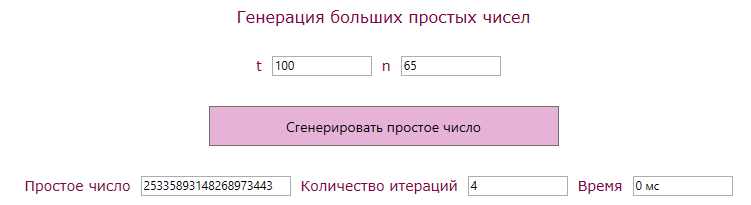 Генерация больших простых чисел
t 100 n 65
Сгенерировать простое число
Простое число 25335893148268973443 Количество итераций 4 Время 0 мс